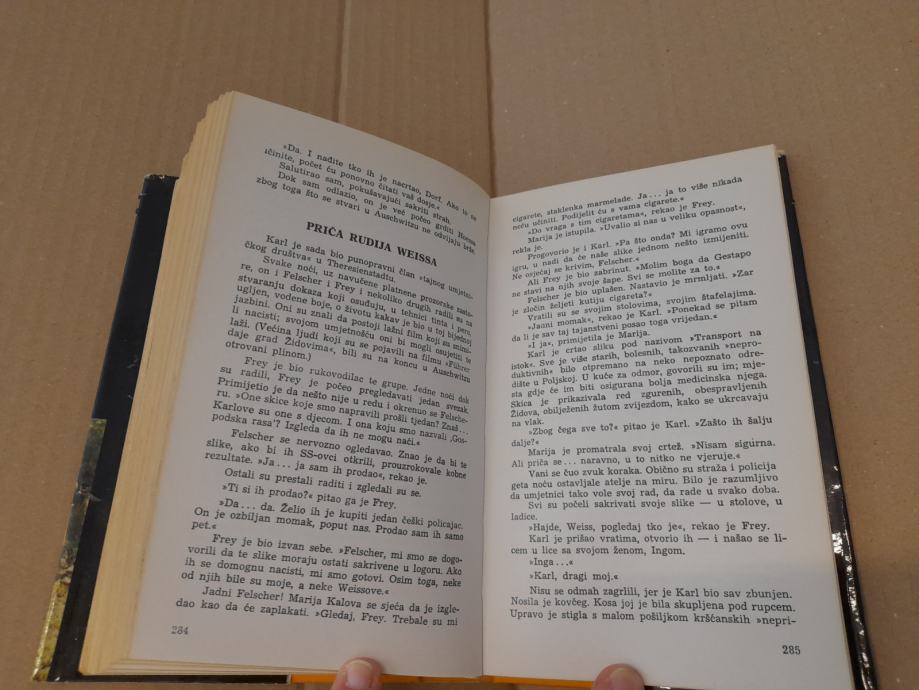 »Da. I nađite tko ih je nacrtao, Dorf. Ako to ne
učinite, počet ću ponovno čitati vaš dosje.«
Salutirao sam, pokušavajući sakriti strah.
Dok sam odlazio, on je već počeo grditi Hoessa
zbog toga što se stvari u Auschwitzu ne odvijaju brže.
PRIČA RUDIJA WEISSA
Karl je sada bio punopravni član »tajnog umjetni-
čkog društva« u Theresienstadtu.
Svake noći, uz navučene platnene prozorske zasto-
re, on i Felscher i Frey i nekoliko drugih radili su na
stvaranju dokaza koji osuđuju, u tehnici tinta i pero,
ugljen, vodene boje, o životu kakav je bio u toj bijednoj
jazbini. Oni su znali da postoji lažni film koji su snimi-
laži. (Većina ljudi koji su se pojavili na filmu »Führer
daje grad Židovima«, bili su na koncu u Auschwitzu
otrovani plinom.)
Frey je bio rukovodilac te grupe. Jedne noći dok
su radili, Frey je počeo pregledavati jedan svezak.
Primijetio je da nešto nije u redu i okrenuo se Felsche-
ru. »One skice koje smo napravili prošli tjedan? Znaš...
Karlove su one s djecom. I ona koju smo nazvali ,Gos-
podska rasa'? Izgleda da ih ne mogu naći.«
Felscher se nervozno ogledavao. Znao je da bi te
slike, ako bi ih SS-ovci otkrili, prouzrokovale kobne
rezultate. »Ja... ja sam ih prodao«, rekao je.
Ostali su prestali raditi i zgledali su se.
»Ti si ih prodao?« pitao ga je Frey.
»Da... da. Želio ih je kupiti jedan češki policajac.
On je ozbiljan momak, poput nas. Prodao sam ih samo
pet.«
Frey je bio izvan sebe. »Felscher, mi smo se dogo-
vorili da te slike moraju ostati sakrivene u logoru. Ako
ih se domognu nacisti, mi smo gotovi. Osim toga, neke
od njih bile su moje, a neke Weissove.«
Jadni Felscher! Marija Kalova se sjeća da je izgle-
dao kao da će zaplakati. »Gledaj, Frey. Trebale su mi
284
cigarete, staklenka marmelade. Ja... ja to više nikada
neću učiniti. Podijelit ću s vama cigarete.«
»Do vraga s tim cigaretama«, rekao je Frey.
Marija je istupila. »Uvalio si nas u veliku opasnost«,
rekla je.
Progovorio je i Karl. »Pa što onda? Mi igramo ovu
igru, u nadi da će naše slike jednom nešto izmijeniti.
Ne osjećaj se krivim, Felscher.«
Ali Frey je bio zabrinut. »Molim boga da Gestapo
ne stavi na njih svoje šape. Svi se molite za to.«
Felscher je bio uplašen. Nastavio je mrmljati. »Zar
je zločin željeti kutiju cigareta?«
Vratili su se svojim stolovima, svojim štafelajima.
»Jadni momak«, rekao je Karl. »Ponekad se pitam
da li je sav taj tajanstveni posao toga vrijedan.«
»I ja«, primijetila je Marija.
Karl je crtao sliku pod nazivom »Transport na
istok«. Sve je više starih, bolesnih, takozvanih »nepro-
duktivnih« bilo otpremano na neko nepoznato odre-
dište u Poljskoj. U kuće za odmor, govorili su im; mje-
sta gdje će im biti osigurana bolja medicinska njega.
Skica je prikazivala red zgurenih, obespravljenih
Židova, obilježenih žutom zvijezdom, kako se ukrcavaju
na vlak.
»Zbog čega sve to?« pitao je Karl. »Zašto ih šalju
dalje?«
Marija je promatrala svoj crtež. »Nisam sigurna.
Ali priča se... naravno, u to nitko ne vjeruje.«
Vani se čuo zvuk koraka. Obično su straža i policija
geta noću ostavljale atelje na miru. Bilo je razumljivo
da umjetnici tako vole svoj rad, da rade u svako doba.
Svi su počeli sakrivati svoje slike — u stolove, u
ladice.
»Hajde, Weiss, pogledaj tko je«, rekao je Frey.
Karl je prišao vratima, otvorio ih — i našao se li-
cem u lice sa svojom ženom, Ingom.
»Inga...«
»Karl, dragi moj.«
Nisu se odmah zagrlili, jer je Karl bio sav zbunjen.
Nosila je kovčeg. Kosa joj je bila skupljena pod rupcem.
Upravo je stigla s malom pošiljkom kršćanskih »nepri-
285